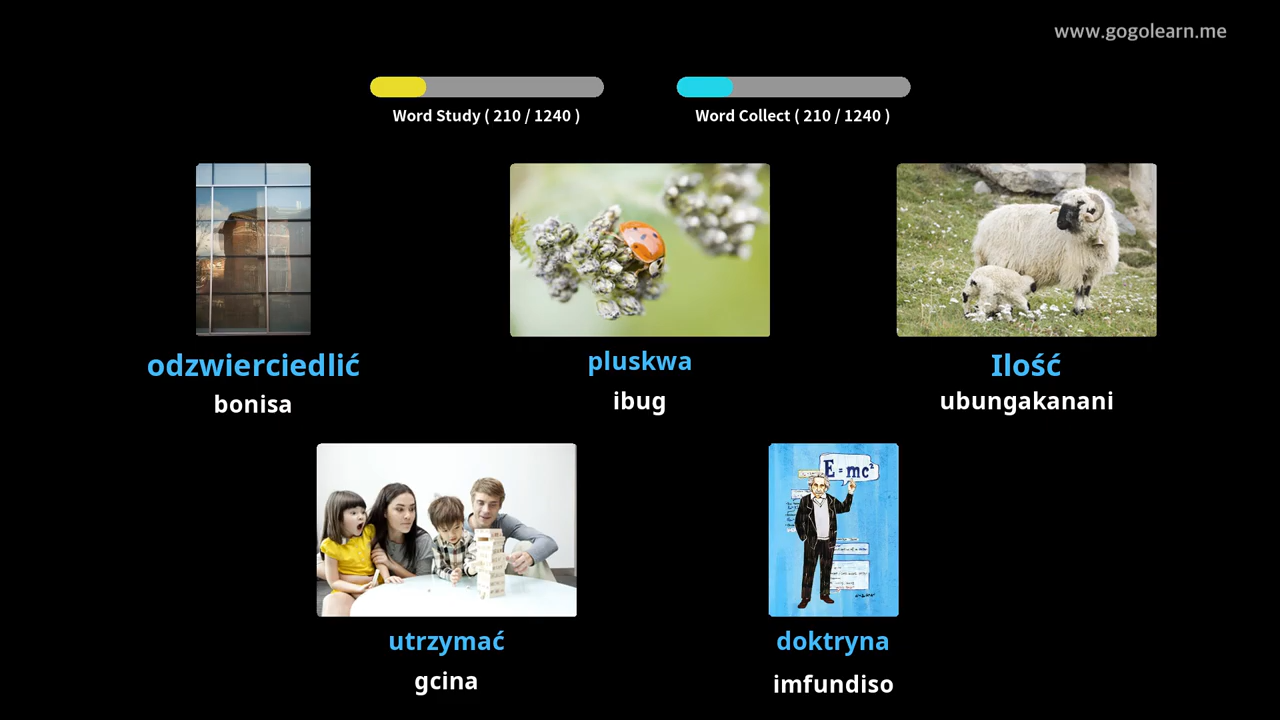 www.gogolearn.me
Word Study ( 210 / 1240 )
Word Collect ( 210 / 1240 )
odzwierciedlić
bonisa
pluskwa
ibug
Ilość
ubungakanani
E=mc²
utrzymać
gcina
doktryna
imfundiso